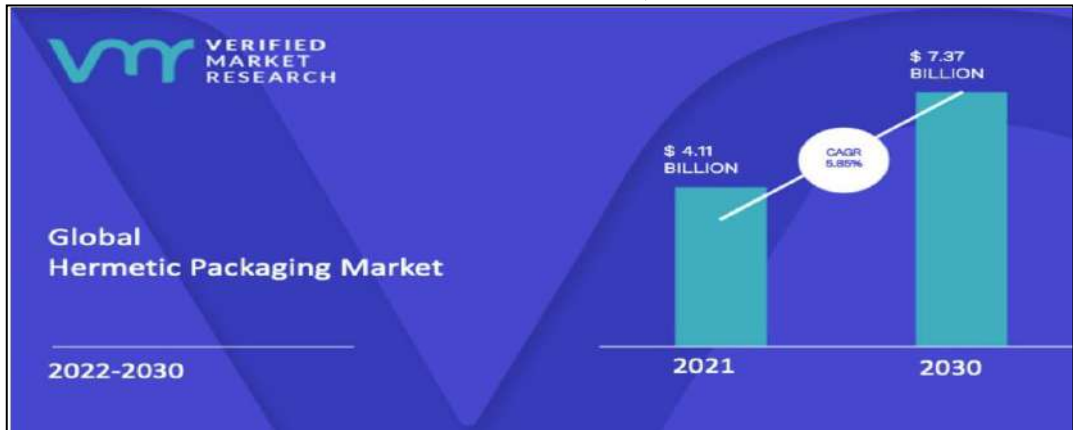 VERIFIED
MARKET
RESEARCH
$ 7.37
BILLION
$ 4.11
BILLION
CAGR
5.85%
Global
Hermetic Packaging Market
2022-2030
2021
2030